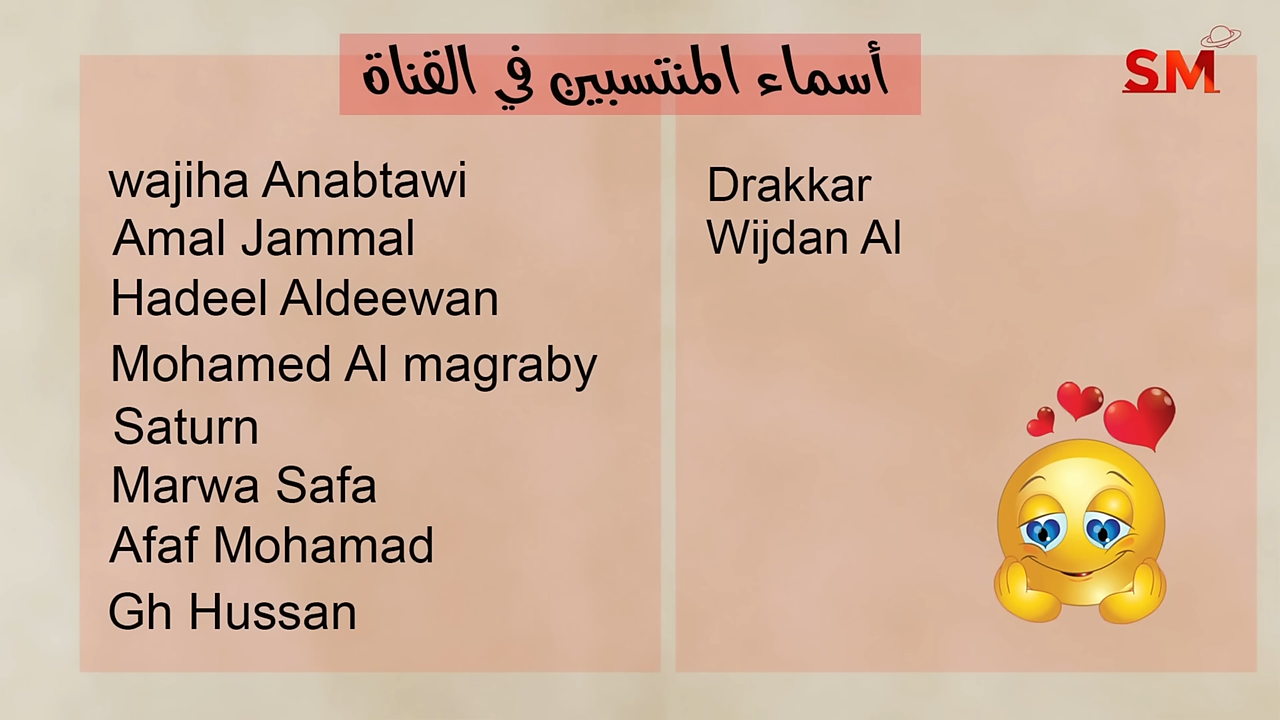 أسماء المنتسبين في القناة
SM
wajiha Anabtawi
Amal Jammal
Hadeel Aldeewan
Mohamed Al magraby
Saturn
Marwa Safa
Afaf Mohamad
Gh Hussan
Drakkar
Wijdan Al